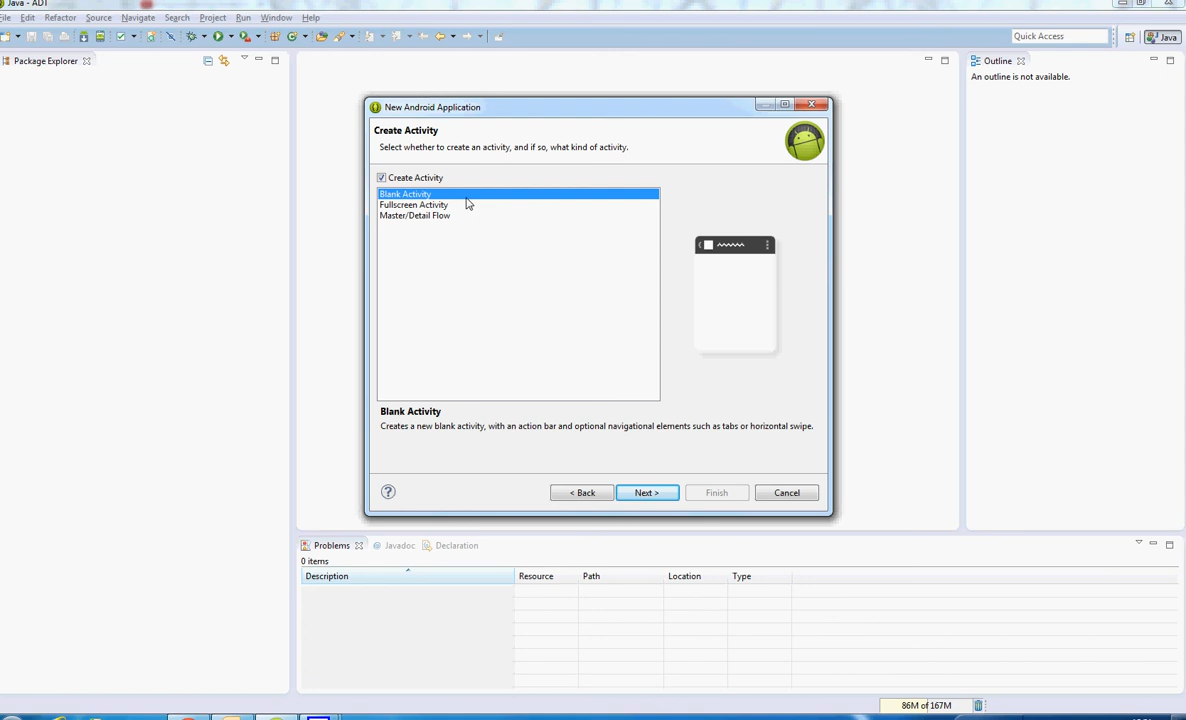 Java - ADT
File Edit Refactor Source Navigate Search Project Run Window Help
Quick Access
Java
Package Explorer
Outline
An outline is not available.
New Android Application
Create Activity
Select whether to create an activity, and if so, what kind of activity.
Create Activity
Blank Activity
Fullscreen Activity
Master/Detail Flow
Blank Activity
Creates a new blank activity, with an action bar and optional navigational elements such as tabs or horizontal swipe.
< Back Next > Finish Cancel
Problems Javadoc Declaration
0 items
Description Resource Path Location Type
86M of 167M